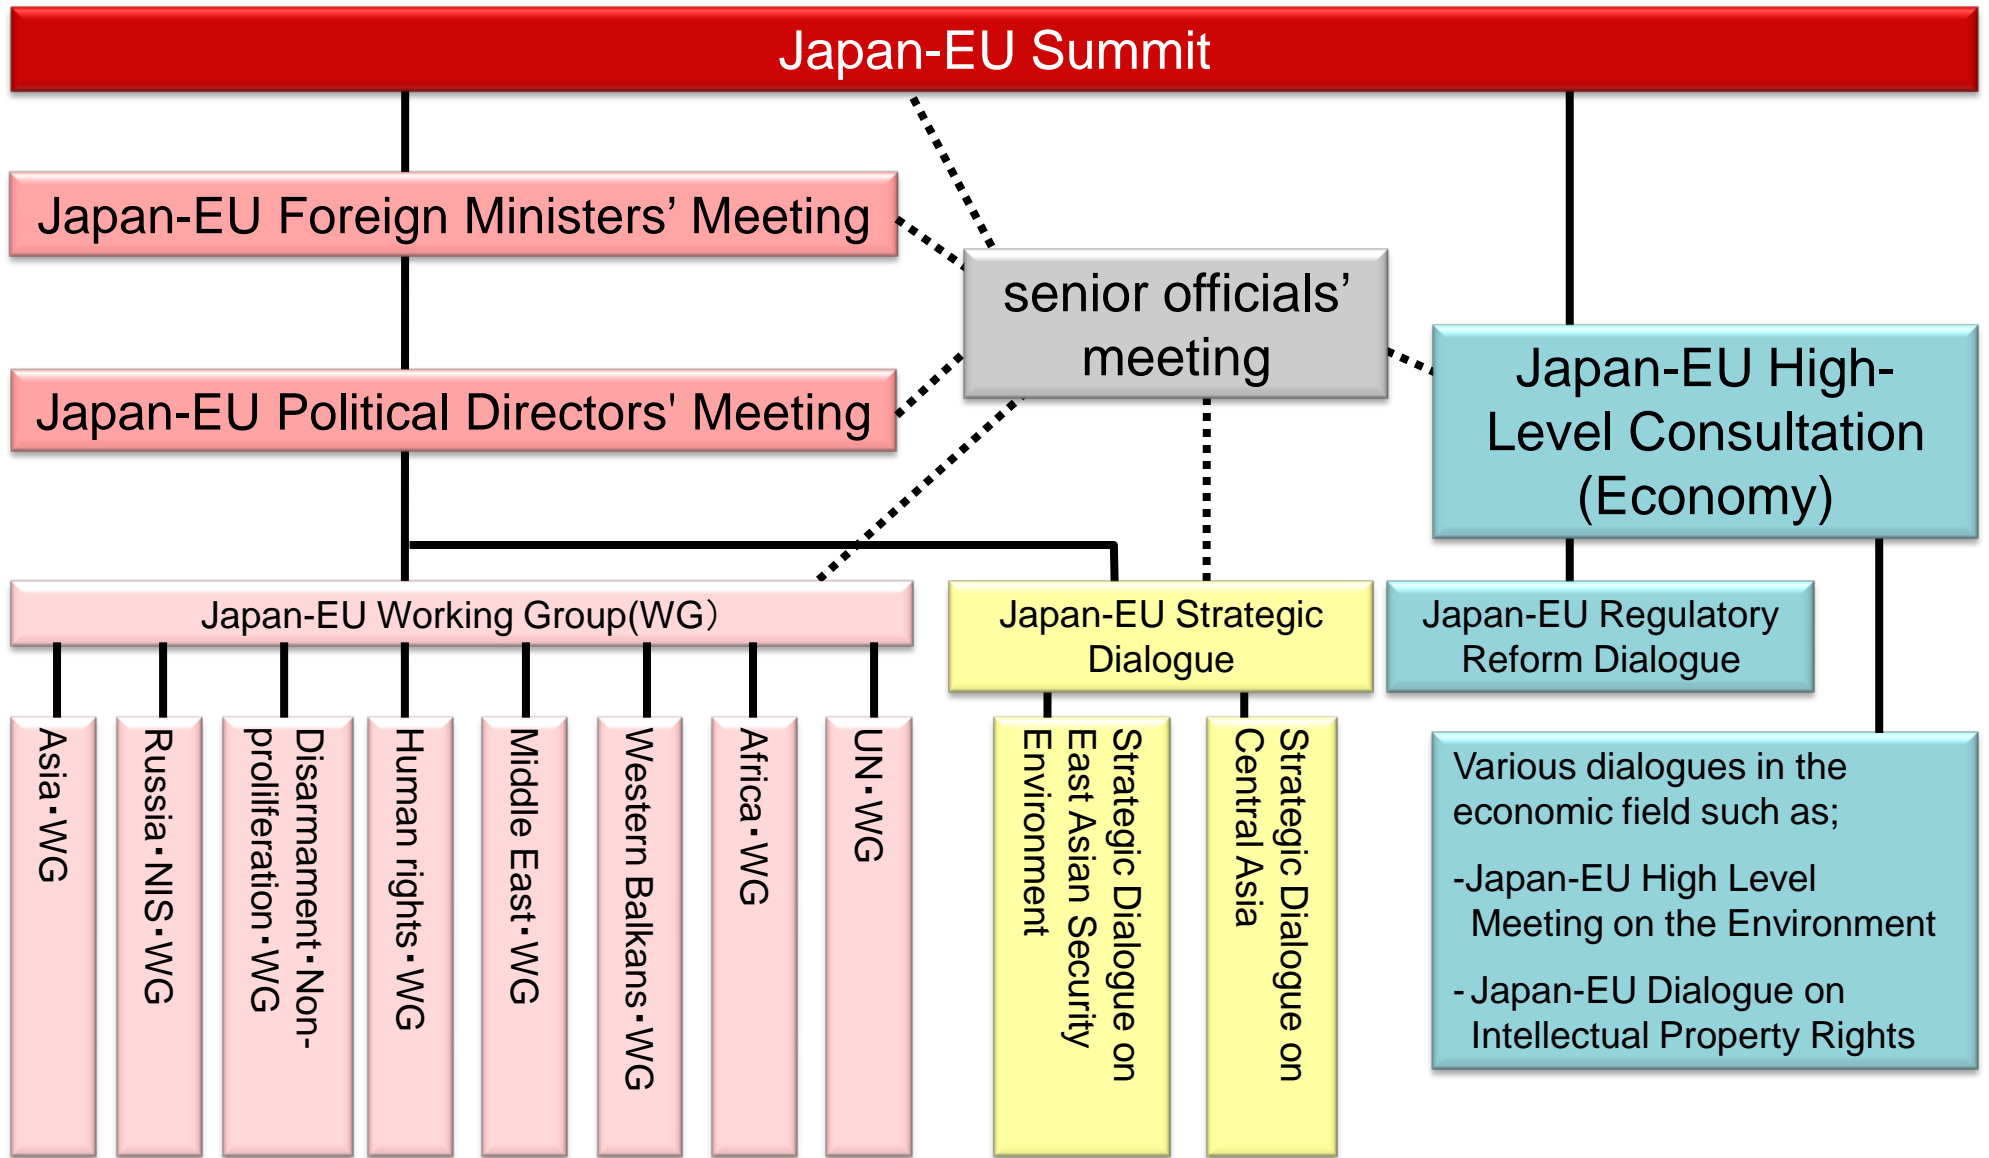 Japan-EU Summit
Japan-EU Foreign Ministers’ Meeting
senior officials’
meeting
Japan-EU Political Directors' Meeting
Japan-EU High-
Level Consultation
(Economy)
Japan-EU Working Group(WG）
Japan-EU Strategic
Dialogue
Japan-EU Regulatory
Reform Dialogue
Asia･WG
Russia･NIS･WG
Disarmament･Non-
prolilferation･WG
Human rights･WG
Middle East･WG
Western Balkans･WG
Africa･WG
UN･WG
Strategic Dialogue on
East Asian Security
Environment
Strategic Dialogue on
Central Asia
Various dialogues in the
economic field such as;
-Japan-EU High Level
Meeting on the Environment
- Japan-EU Dialogue on
Intellectual Property Rights